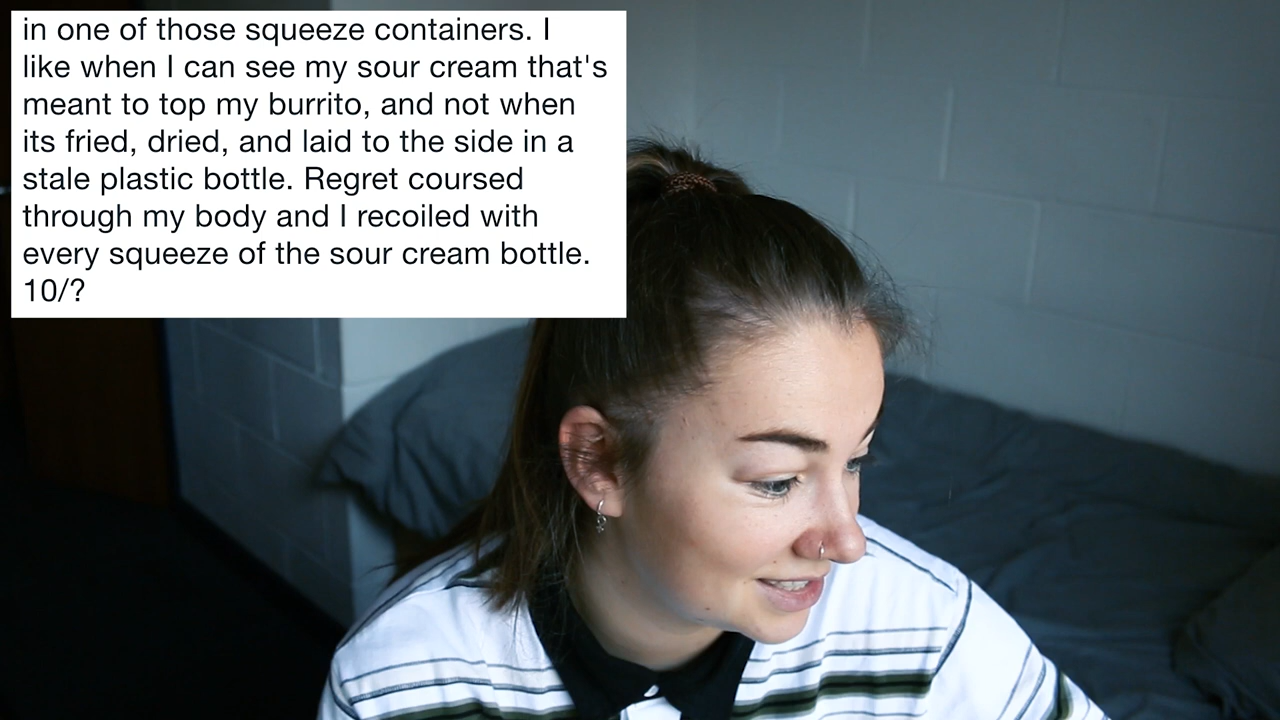 in one of those squeeze containers. I
like when I can see my sour cream that's
meant to top my burrito, and not when
its fried, dried, and laid to the side in a
stale plastic bottle. Regret coursed
through my body and I recoiled with
every squeeze of the sour cream bottle.
10/?